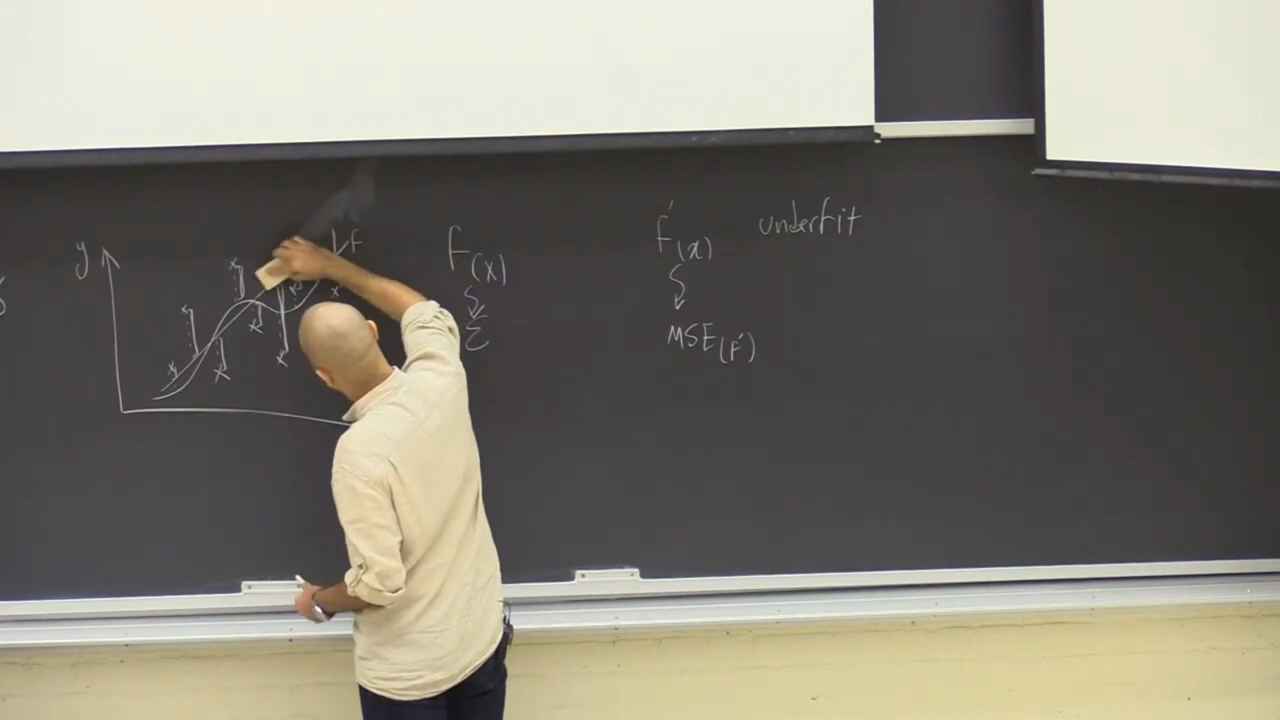 y
F
F(x)
ε
F'(x)
MSE(F')
underfit